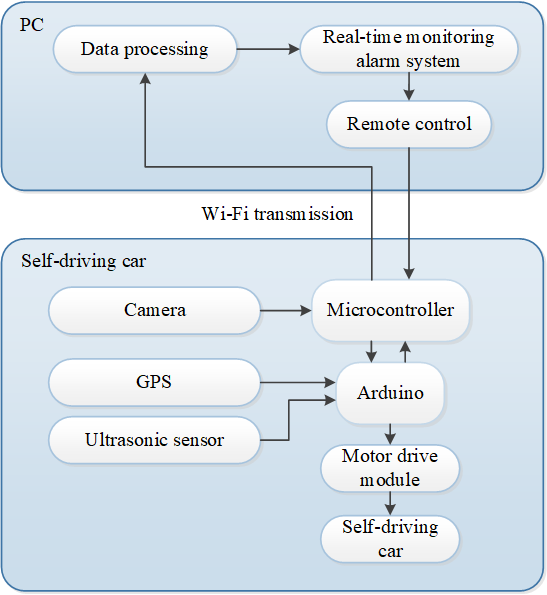 PC
Data processing
Real-time monitoring
alarm system
Remote control
Wi-Fi transmission
Self-driving car
Camera
Microcontroller
GPS
Arduino
Ultrasonic sensor
Motor drive
module
Self-driving
car